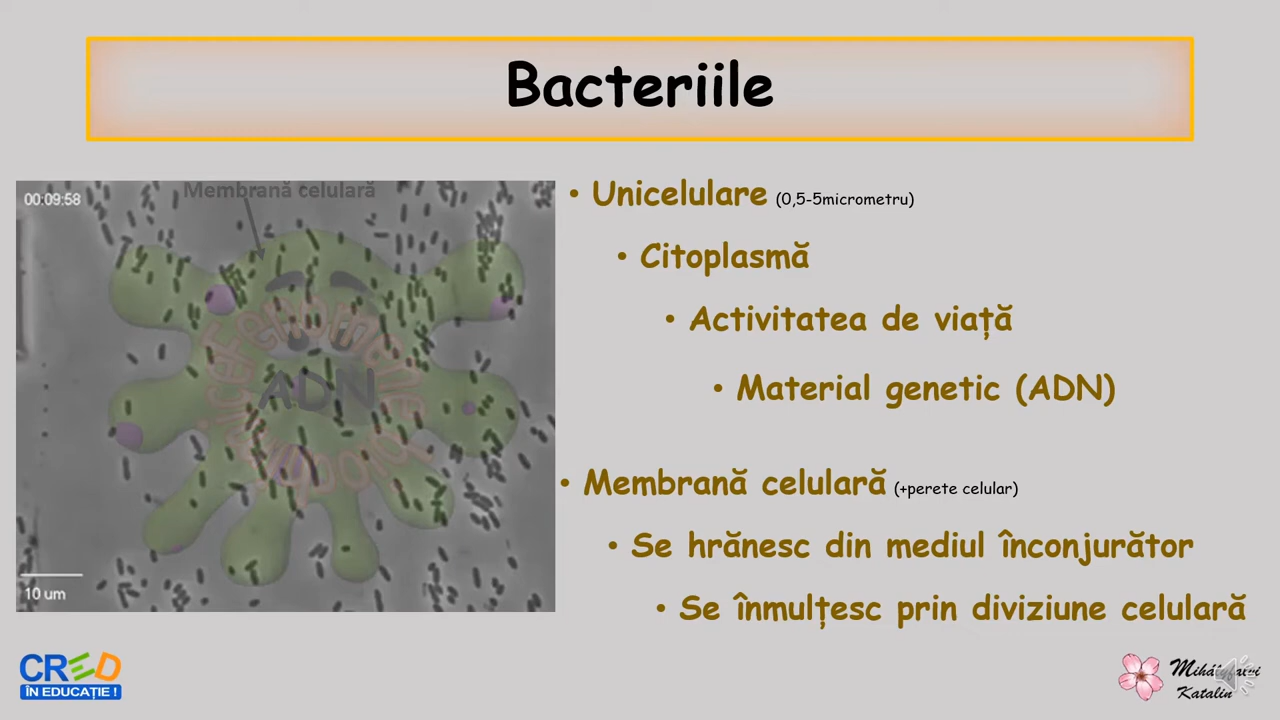 Bacteriile
00:09:58
Membrană celulară
ADN
10 um
• Unicelulare (0,5-5micrometru)
• Citoplasmă
• Activitatea de viață
• Material genetic (ADN)
• Membrană celulară (+perete celular)
• Se hrănesc din mediul înconjurător
• Se înmulțesc prin diviziune celulară
CRED
ÎN EDUCAȚIE !
Katalin